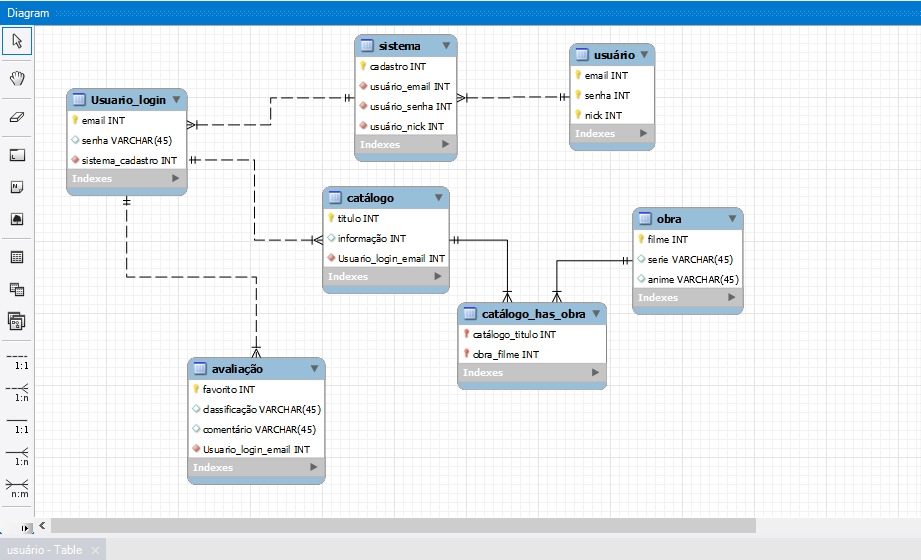 Diagram
sistema
cadastro INT
usuário_email INT
usuário_senha INT
usuário_nick INT
Indexes
usuário
email INT
senha INT
nick INT
Indexes
Usuario_login
email INT
senha VARCHAR(45)
sistema_cadastro INT
Indexes
catálogo
titulo INT
informação INT
Usuario_login_email INT
Indexes
obra
filme INT
serie VARCHAR(45)
anime VARCHAR(45)
Indexes
catálogo_has_obra
catálogo_titulo INT
obra_filme INT
Indexes
avaliação
favorito INT
classificação VARCHAR(45)
comentário VARCHAR(45)
Usuario_login_email INT
Indexes
1:1
1:n
1:1
1:n
n:m
usuário - Table